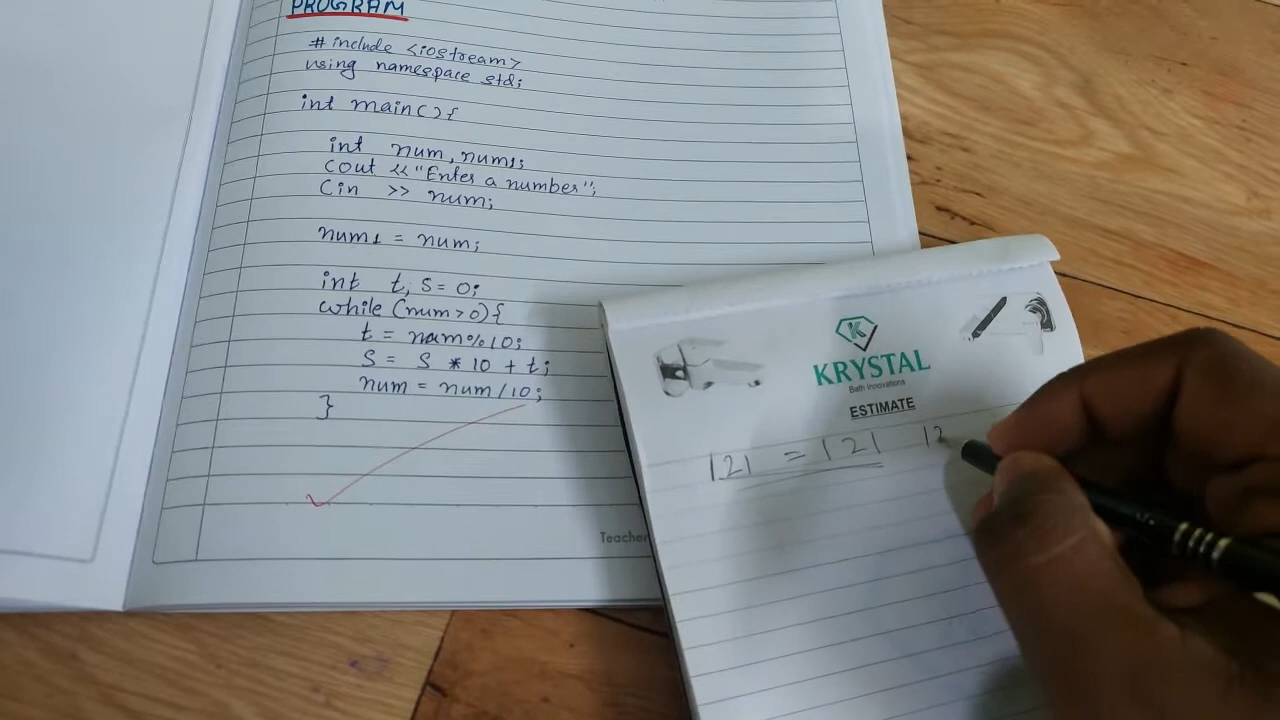 PROGRAM
# include <iostream>
using namespace std;
int main(){
int num, num1;
cout << "Enter a number";
Cin >> num;
num1 = num;
int t, s = 0;
while (num > 0) {
t = num % 10;
S = S * 10 + t;
num = num / 10;
}
Teacher
K
KRYSTAL
Bath Innovations
ESTIMATE
121 = 121 12